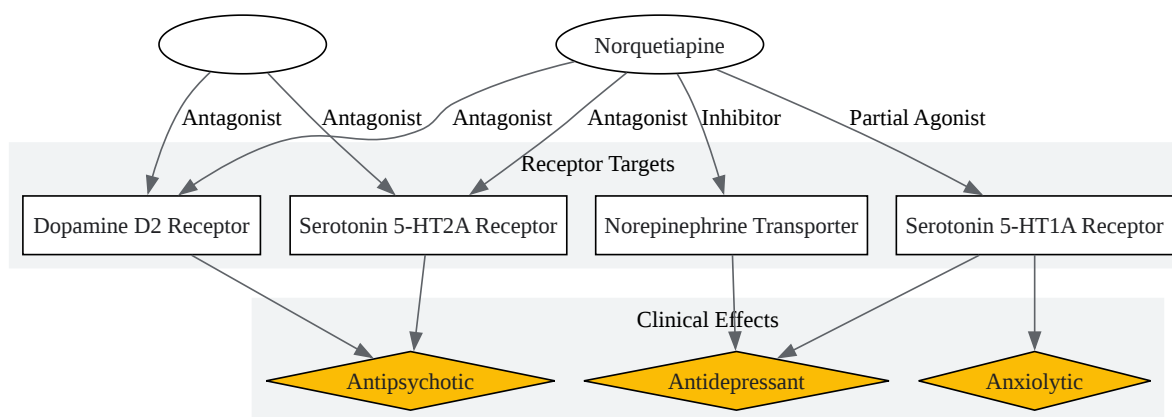 Norquetiapine
Antagonist
Antagonist
Antagonist
Antagonist
Inhibitor
Partial Agonist
Receptor Targets
Dopamine D2 Receptor
Serotonin 5-HT2A Receptor
Norepinephrine Transporter
Serotonin 5-HT1A Receptor
Clinical Effects
Antipsychotic
Antidepressant
Anxiolytic